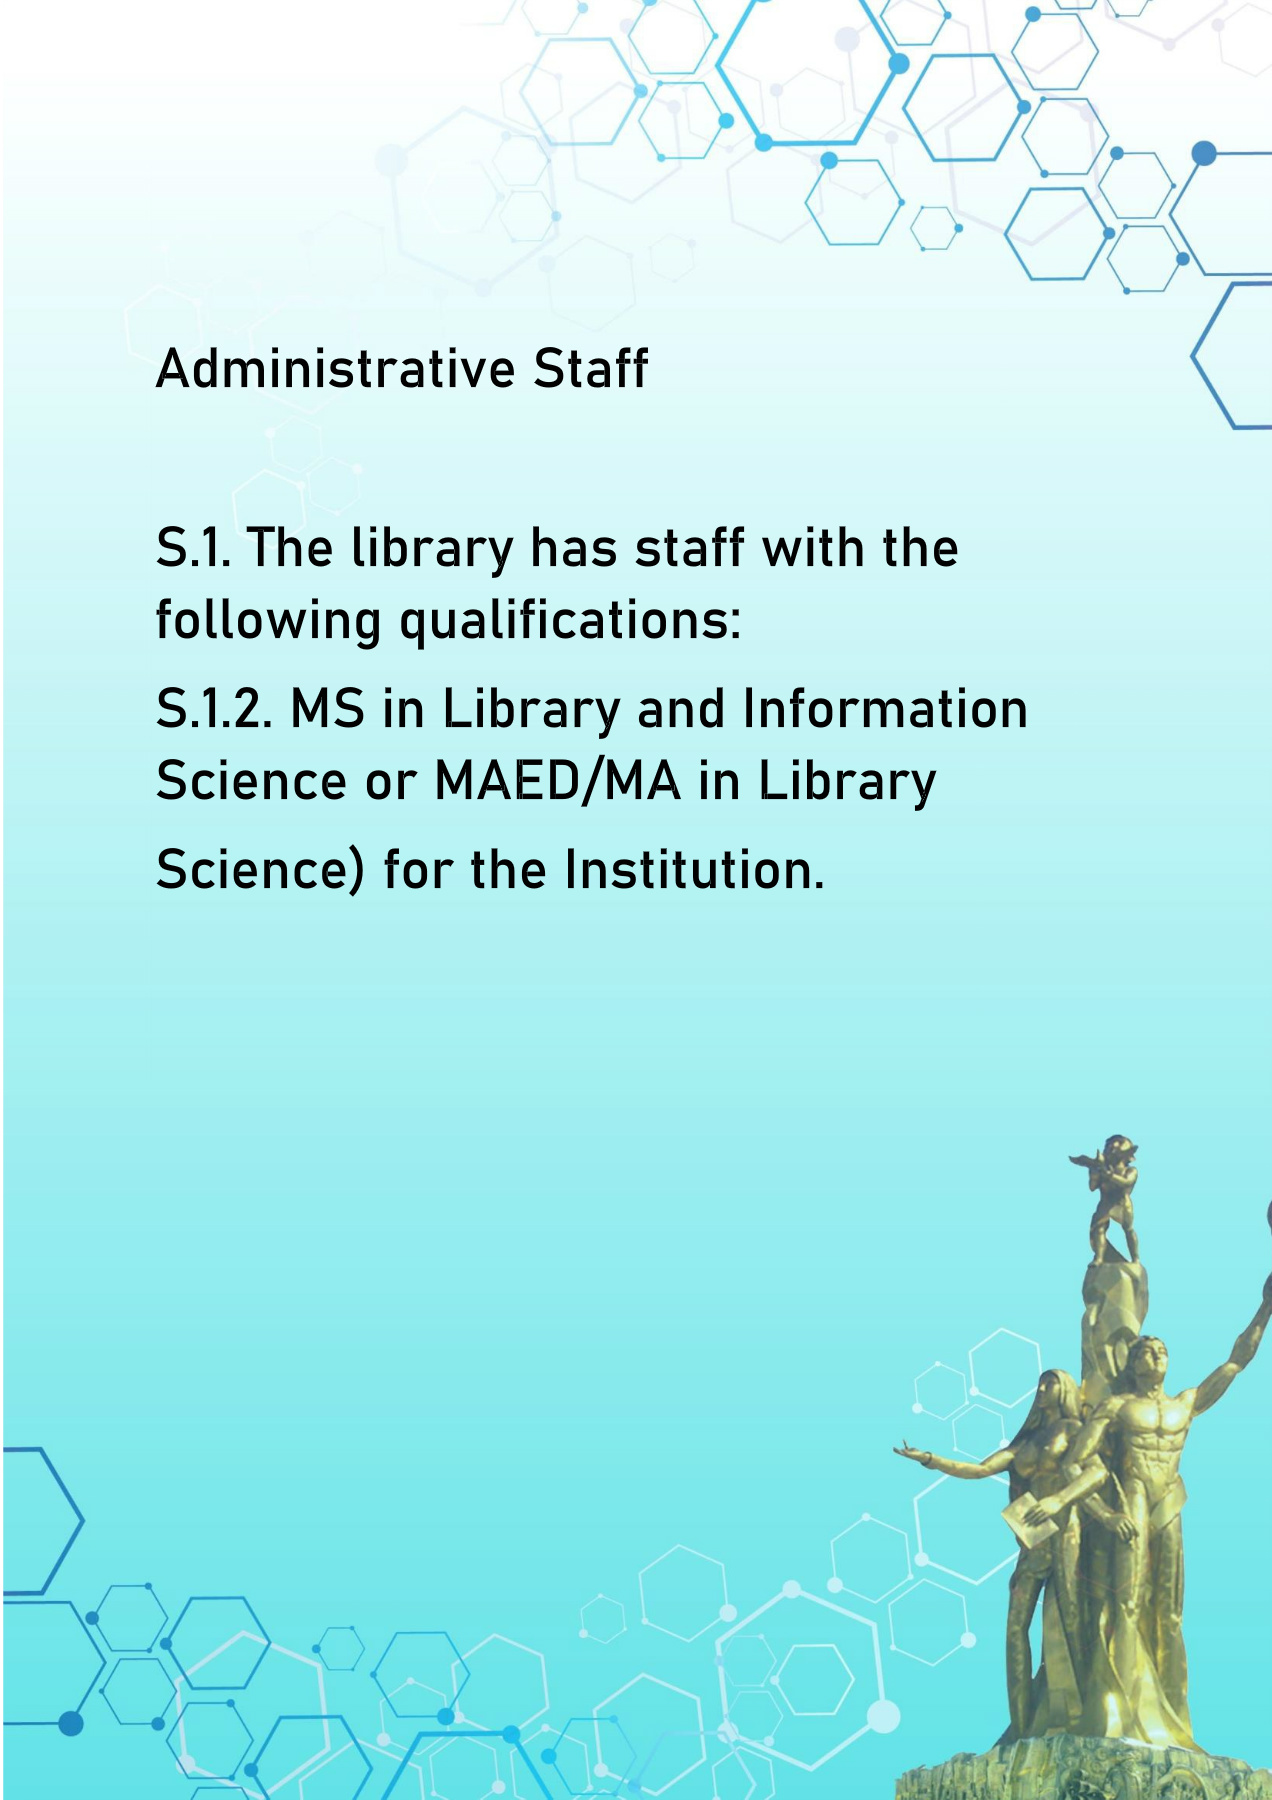 Administrative Staff
S.1. The library has staff with the
following qualifications:
S.1.2. MS in Library and Information
Science or MAED/MA in Library
Science) for the Institution.